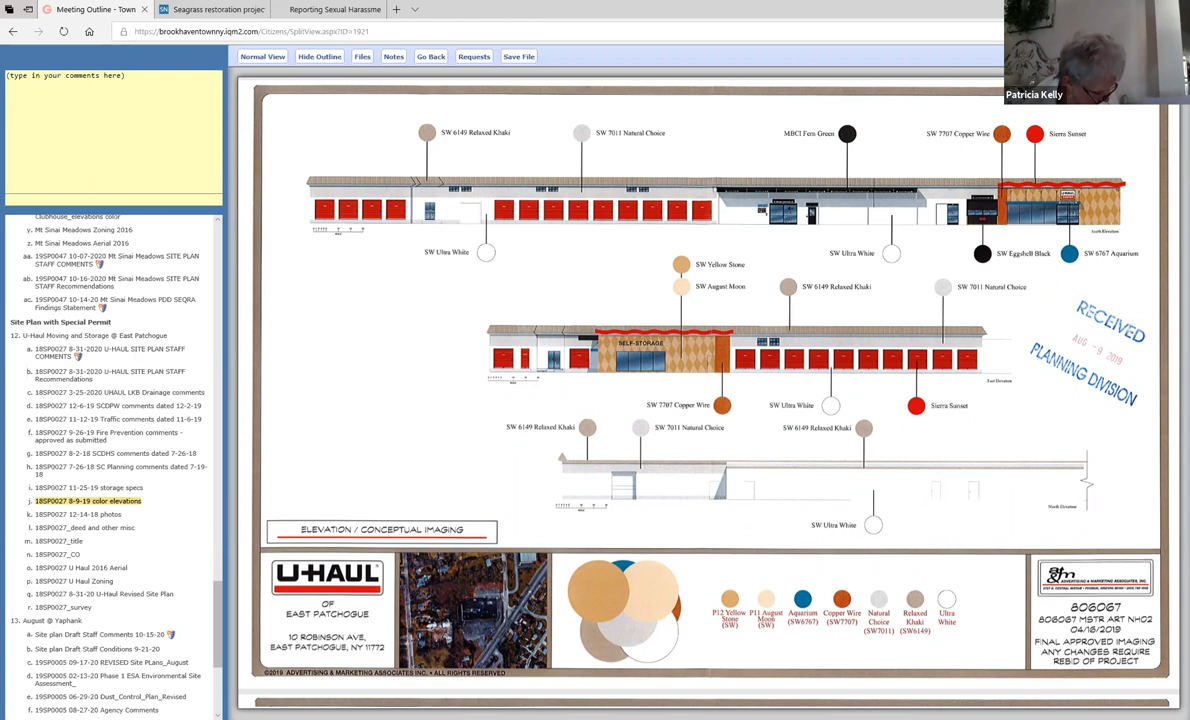 Meeting Outline - Town
Seagrass restoration projec
Reporting Sexual Harassme
https://brookhaventownny.iqm2.com/Citizens/SplitView.aspx?ID=1921
Normal View
Hide Outline
Files
Notes
Go Back
Requests
Save File
Patricia Kelly
(type in your comments here)
Clubhouse_elevations color
y. Mt Sinai Meadows Zoning 2016
z. Mt Sinai Meadows Aerial 2016
aa. 19SP0047 10-07-2020 Mt Sinai Meadows SITE PLAN
STAFF COMMENTS
ab. 19SP0047 10-16-2020 Mt Sinai Meadows SITE PLAN
STAFF Recommendations
ac. 19SP0047 10-14-20 Mt Sinai Meadows PDD SEQRA
Findings Statement
Site Plan with Special Permit
12. U-Haul Moving and Storage @ East Patchogue
a. 18SP0027 8-31-2020 U-HAUL SITE PLAN STAFF
COMMENTS
b. 18SP0027 8-31-2020 U-HAUL SITE PLAN STAFF
Recommendations
c. 18SP0027 3-25-2020 UHAUL LKB Drainage comments
d. 18SP0027 12-6-19 SCDPW comments dated 12-2-19
e. 18SP0027 11-12-19 Traffic comments dated 11-6-19
f. 18SP0027 9-26-19 Fire Prevention comments -
approved as submitted
g. 18SP0027 8-2-18 SCDHS comments dated 7-26-18
h. 18SP0027 7-26-18 SC Planning comments dated 7-19-
18
i. 18SP0027 11-25-19 storage specs
j. 18SP0027 8-9-19 color elevations
k. 18SP0027 12-14-18 photos
l. 18SP0027_deed and other misc
m. 18SP0027_title
n. 18SP0027_CO
o. 18SP0027 U Haul 2016 Aerial
p. 18SP0027 U Haul Zoning
q. 18SP0027 8-31-20 U-Haul Revised Site Plan
r. 18SP0027_survey
13. August @ Yaphank
a. Site plan Draft Staff Comments 10-15-20
b. Site plan Draft Staff Conditions 9-21-20
c. 19SP0005 09-17-20 REVISED Site PLans_August
d. 19SP0005 02-13-20 Phase 1 ESA Environmental Site
Assessment_
e. 19SP0005 06-29-20 Dust_Control_Plan_Revised
f. 19SP0005 08-27-20 Agency Comments
SW 6149 Relaxed Khaki
SW 7011 Natural Choice
MBCI Fern Green
SW 7707 Copper Wire
Sierra Sunset
SW Ultra White
SW Ultra White
SW Eggshell Black
SW 6767 Aquarium
South Elevation
SW Yellow Stone
SW August Moon
SW 6149 Relaxed Khaki
SW 7011 Natural Choice
SELF-STORAGE
East Elevation
RECEIVED
AUG -9 2019
PLANNING DIVISION
SW 7707 Copper Wire
SW Ultra White
Sierra Sunset
SW 6149 Relaxed Khaki
SW 7011 Natural Choice
SW 6149 Relaxed Khaki
North Elevation
SW Ultra White
ELEVATION / CONCEPTUAL IMAGING
U-HAUL
OF
EAST PATCHOGUE
10 ROBINSON AVE,
EAST PATCHOGUE, NY 11772
P12 Yellow Stone (SW)
P11 August Moon (SW)
Aquarium (SW6767)
Copper Wire (SW7707)
Natural Choice (SW7011)
Relaxed Khaki (SW6149)
Ultra White
ADVERTISING & MARKETING ASSOCIATES, INC.
806067
806067 MSTR ART NH02
04/18/2019
FINAL APPROVED IMAGING
ANY CHANGES REQUIRE
REBID OF PROJECT
©2019 ADVERTISING & MARKETING ASSOCIATES INC. • ALL RIGHTS RESERVED